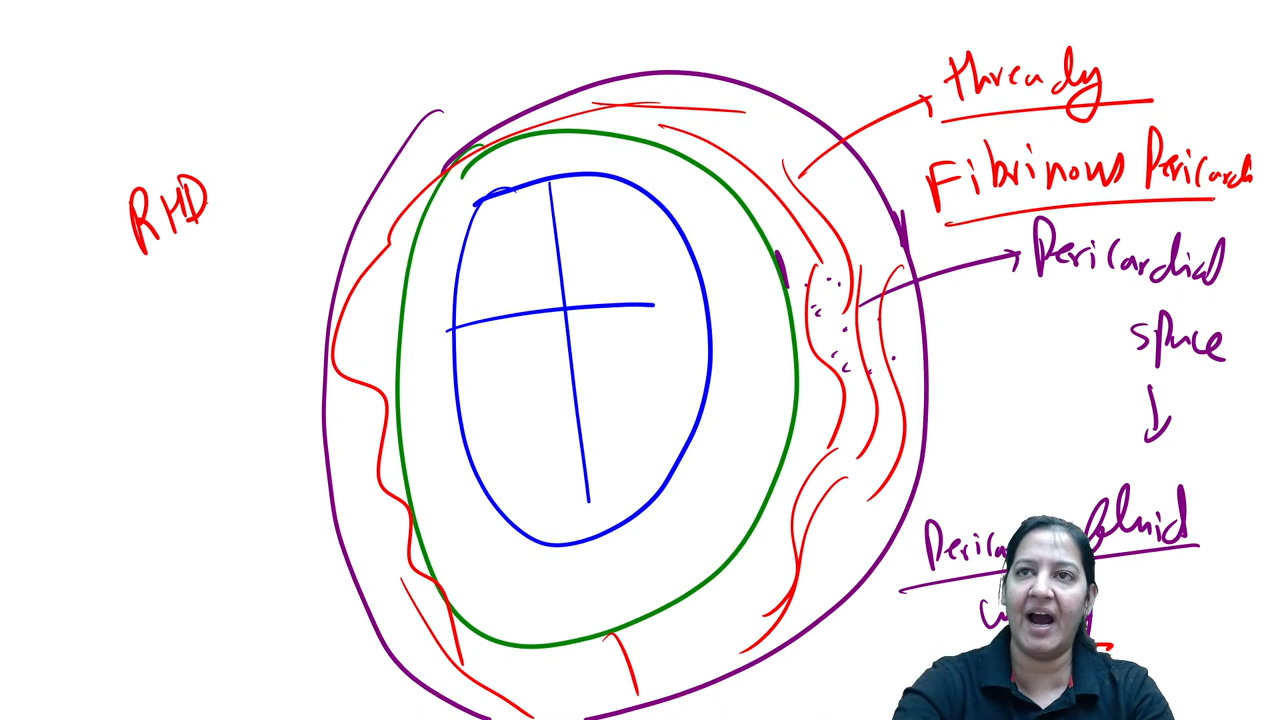 RHD
thready
Fibrinous Pericard
Pericardial
space
fluid